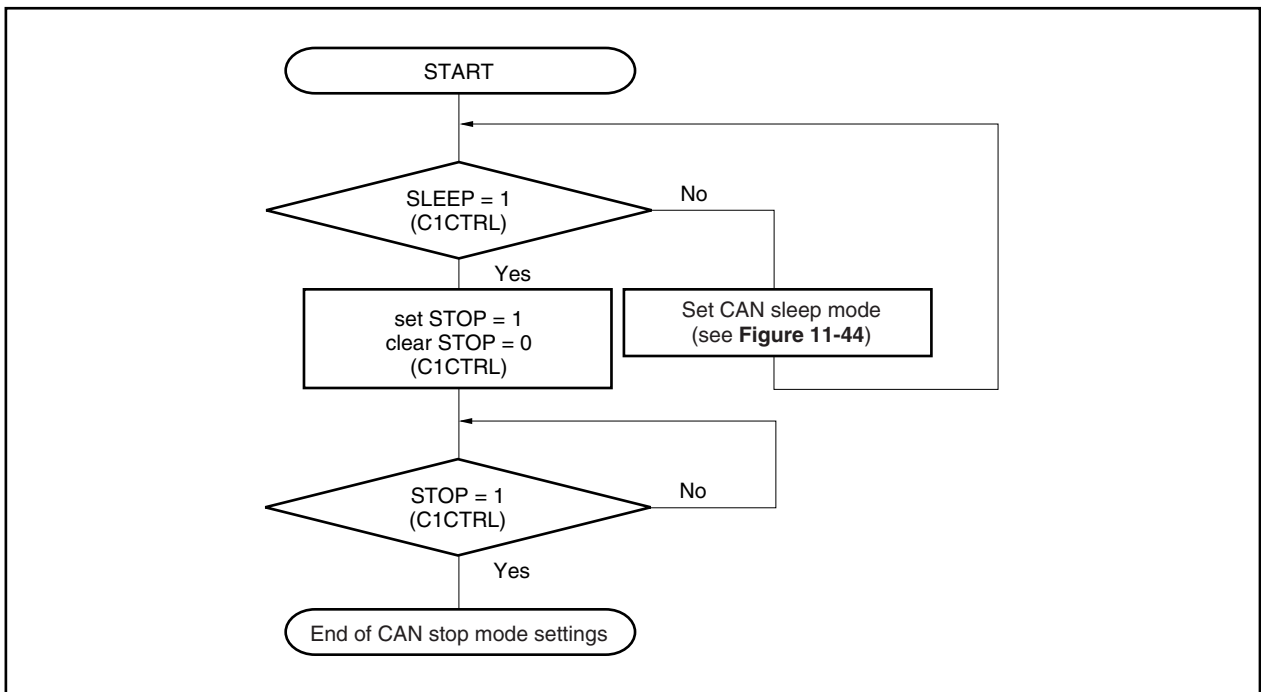 START
SLEEP = 1
(C1CTRL)
No
Yes
set STOP = 1
clear STOP = 0
(C1CTRL)
Set CAN sleep mode
(see Figure 11-44)
STOP = 1
(C1CTRL)
No
Yes
End of CAN stop mode settings